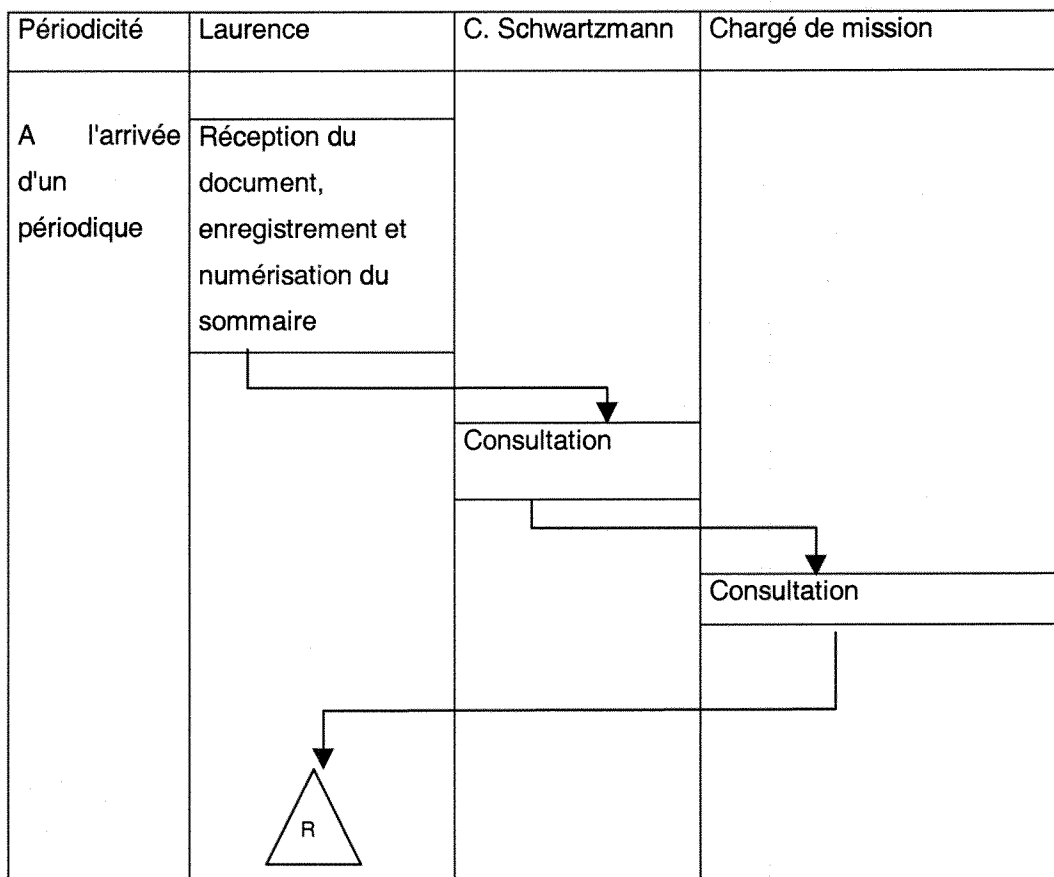 Périodicité
Laurence
C. Schwartzmann
Chargé de mission
A l'arrivée
d'un
périodique
Réception du
document,
enregistrement et
numérisation du
sommaire
Consultation
Consultation
R